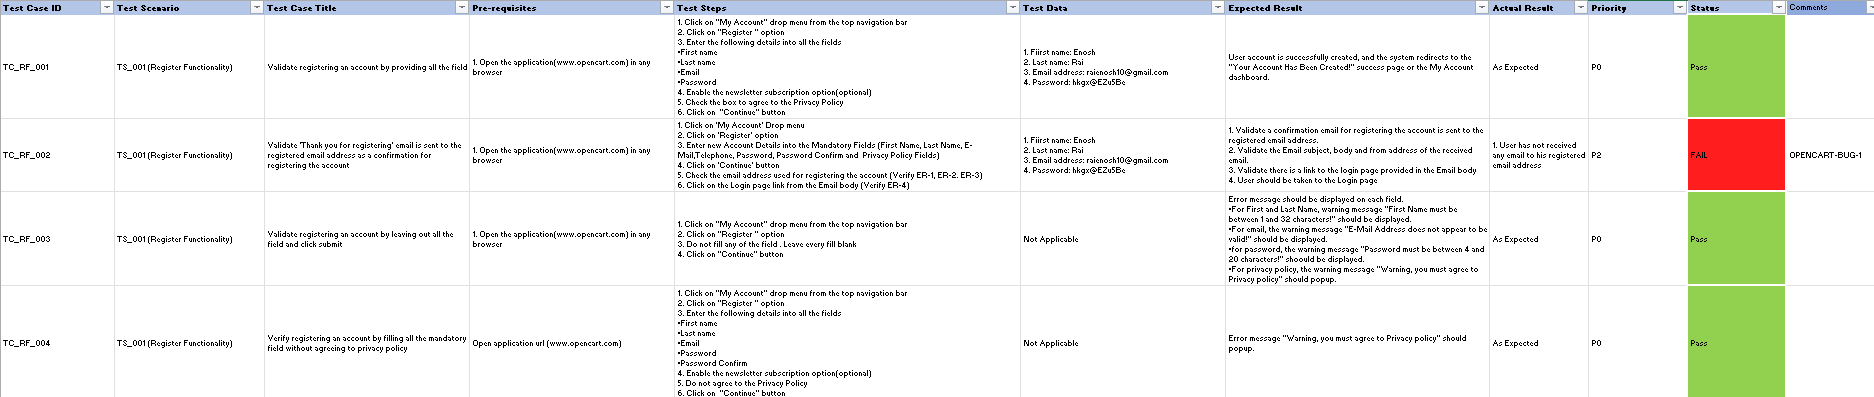 Test Case ID
Test Scenario
Test Case Title
Pre-requisites
Test Steps
Test Data
Expected Result
Actual Result
Priority
Status
Comments
TC_RF_001
TS_001(Register Functionality)
Validate registering an account by providing all the field
1. Open the application(www.opencart.com) in any
browser
1. Click on "My Account" drop menu from the top navigation bar
2. Click on "Register " option
3. Enter the following details into all the fields
•First name
•Last name
•Email
•Password
4. Enable the newsletter subscription option(optional)
5. Check the box to agree to the Privacy Policy
6. Click on "Continue" button
1. Fiirst name: Enosh
2. Last name: Rai
3. Email address: raienosh10@gmail.com
4. Password: hkgx@EZu5Be
User account is successfully created, and the system redirects to the
"Your Account Has Been Created!" success page or the My Account
dashboard.
As Expected
P0
Pass
TC_RF_002
TS_001(Register Functionality)
Validate 'Thank you for registering' email is sent to the
registered email address as a confirmation for
registering the account
1. Open the application(www.opencart.com) in any
browser
1. Click on 'My Account' Drop menu
2. Click on 'Register' option
3. Enter new Account Details into the Mandatory Fields (First Name, Last Name, E-
Mail,Telephone, Password, Password Confirm and Privacy Policy Fields)
4. Click on 'Continue' button
5. Check the email address used for registering the account (Verify ER-1, ER-2. ER-3)
6. Click on the Login page link from the Email body (Verify ER-4)
1. Fiirst name: Enosh
2. Last name: Rai
3. Email address: raienosh10@gmail.com
4. Password: hkgx@EZu5Be
1. Validate a confirmation email for registering the account is sent to the
registered email address.
2. Validate the Email subject, body and from address of the received
email.
3. Validate there is a link to the login page provided in the Email body
4. User should be taken to the Login page
1. User has not received
any email to his registered
email address
P2
FAIL
OPENCART-BUG-1
TC_RF_003
TS_001(Register Functionality)
Validate registering an account by leaving out all the
field and click submit
1. Open the application(www.opencart.com) in any
browser
1. Click on "My Account" drop menu from the top navigation bar
2. Click on "Register " option
3. Do not fill any of the field . Leave every fill blank
4. Click on "Continue" button
Not Applicable
Error message should be displayed on each field.
•For First and Last Name, warning message "First Name must be
between 1 and 32 characters!" should be displayed.
•For email, the warning message "E-Mail Address does not appear to be
valid!" should be displayed.
•for password, the warning message "Password must be between 4 and
20 characters!" shoould be displayed.
•For privacy policy, the warning message "Warning, you must agree to
Privacy policy" should popup.
As Expected
P0
Pass
TC_RF_004
TS_001(Register Functionality)
Verify registering an account by filling all the mandatory
field without agreeing to privacy policy
Open application url (www.opencart.com)
1. Click on "My Account" drop menu from the top navigation bar
2. Click on "Register " option
3. Enter the following details into all the fields
•First name
•Last name
•Email
•Password
•Password Confirm
4. Enable the newsletter subscription option(optional)
5. Do not agree to the Privacy Policy
6. Click on "Continue" button
Not Applicable
Error message "Warning, you must agree to Privacy policy" should
popup.
As Expected
P0
Pass